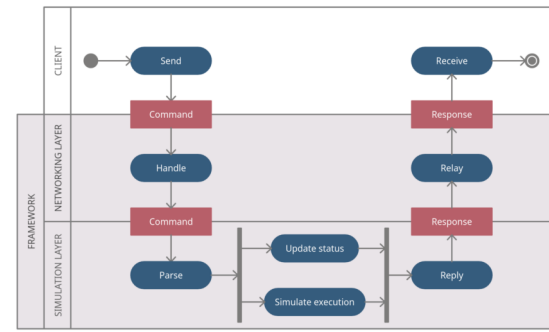 CLIENT
Send
Receive
Command
Response
FRAMEWORK
NETWORKING LAYER
Handle
Relay
Command
Response
SIMULATION LAYER
Update status
Parse
Reply
Simulate execution